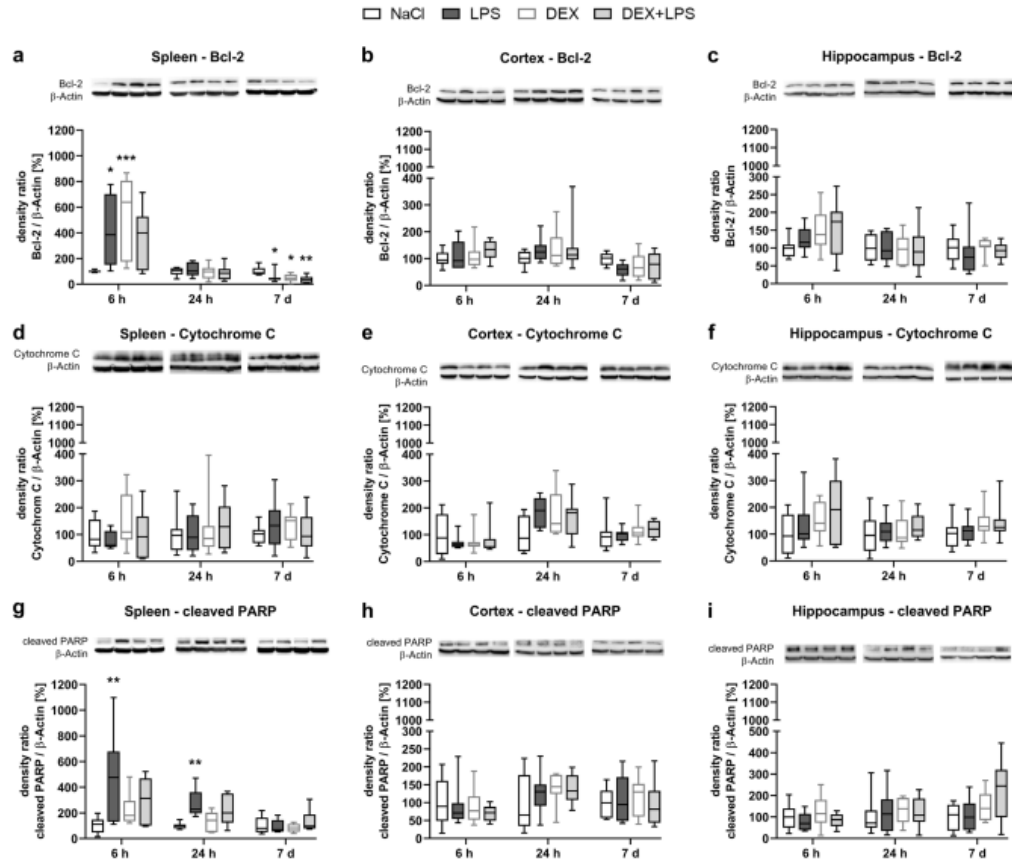 NaCl LPS DEX DEX+LPS
a Spleen - Bcl-2
Bcl-2
β-Actin
density ratio
Bcl-2 / β-Actin [%]
1200
1000
800
600
400
200
0
* *** * * **
6 h 24 h 7 d
b Cortex - Bcl-2
Bcl-2
β-Actin
density ratio
Bcl-2 / β-Actin [%]
1200
1000
400
300
200
100
0
6 h 24 h 7 d
c Hippocampus - Bcl-2
Bcl-2
β-Actin
density ratio
Bcl-2 / β-Actin
1200
1000
300
250
200
150
100
50
0
6 h 24 h 7 d
d Spleen - Cytochrome C
Cytochrome C
β-Actin
density ratio
Cytochrom C / β-Actin [%]
1200
1000
400
300
200
100
0
6 h 24 h 7 d
e Cortex - Cytochrome C
Cytochrome C
β-Actin
density ratio
Cytochrome C / β-Actin [%]
1200
1000
400
300
200
100
0
6 h 24 h 7 d
f Hippocampus - Cytochrome C
Cytochrome C
β-Actin
density ratio
Cytochrome C / β-Actin [%]
1200
1000
400
300
200
100
0
6 h 24 h 7 d
g Spleen - cleaved PARP
cleaved PARP
β-Actin
density ratio
cleaved PARP / β-Actin [%]
1200
1000
800
600
400
200
0
** **
6 h 24 h 7 d
h Cortex - cleaved PARP
cleaved PARP
β-Actin
density ratio
cleaved PARP / β-Actin [%]
1200
1000
300
250
200
150
100
50
0
6 h 24 h 7 d
i Hippocampus - cleaved PARP
cleaved PARP
β-Actin
density ratio
cleaved PARP / β-Actin [%]
1200
1000
500
400
300
200
100
0
6 h 24 h 7 d